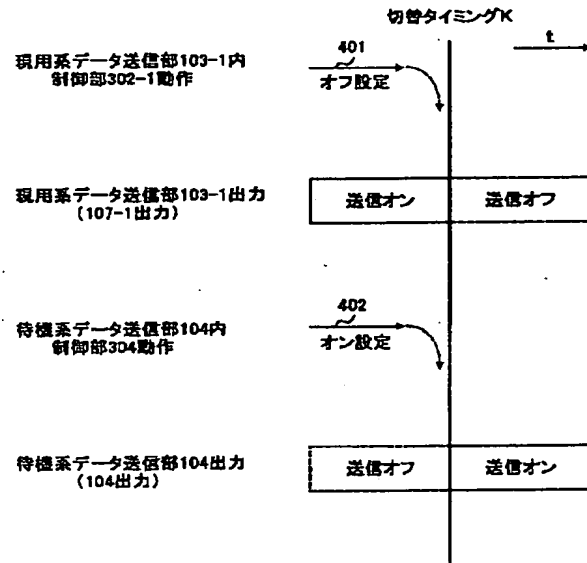 切替タイミングK
t
現用系データ送信部103-1内
制御部302-1動作
401
オフ設定
現用系データ送信部103-1出力
(107-1出力)
送信オン
送信オフ
待機系データ送信部104内
制御部304動作
402
オン設定
待機系データ送信部104出力
(104出力)
送信オフ
送信オン